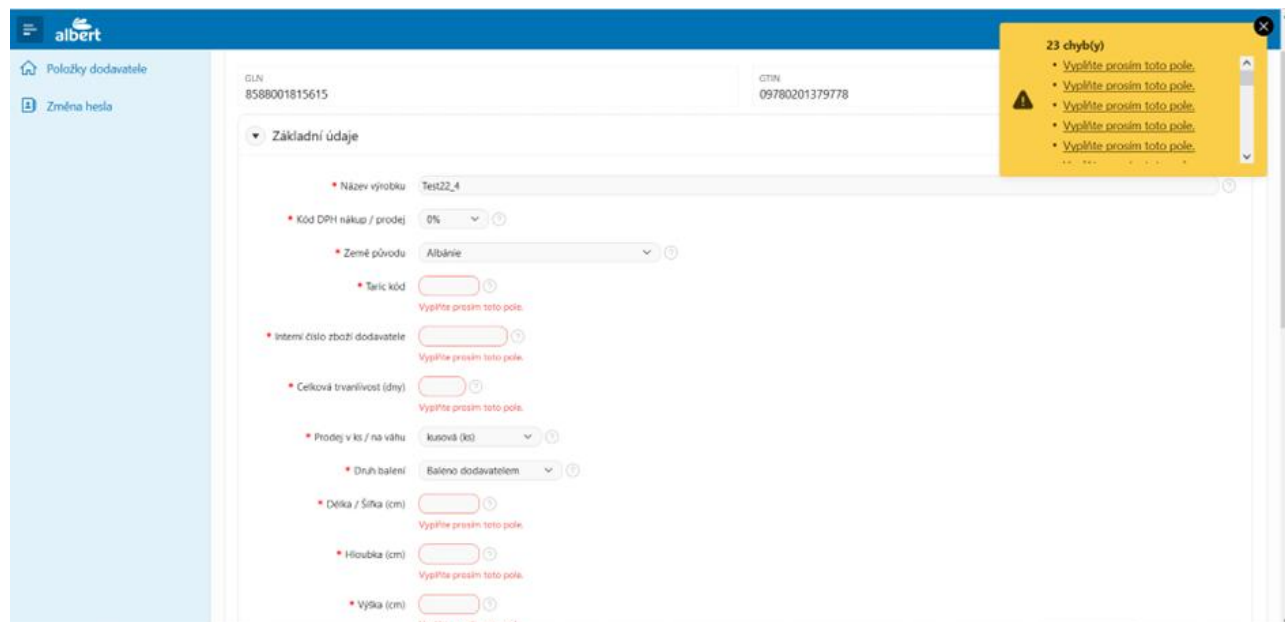 albert
23 chyb(y)
• Vyplňte prosím toto pole.
• Vyplňte prosím toto pole.
• Vyplňte prosím toto pole.
• Vyplňte prosím toto pole.
• Vyplňte prosím toto pole.
Položky dodavatele
Změna hesla
GLN
8588001815615
GTIN
09780201379778
Základní údaje
* Název výrobku Test22_4
* Kód DPH nákup / prodej 0%
* Země původu Albánie
* Taric kód
Vyplňte prosím toto pole.
* Interní číslo zboží dodavatele
Vyplňte prosím toto pole.
* Celková trvanlivost (dny)
Vyplňte prosím toto pole.
* Prodej v ks / na váhu kusová (ks)
* Druh balení Baleno dodavatelem
* Délka / Šířka (cm)
Vyplňte prosím toto pole.
* Hloubka (cm)
Vyplňte prosím toto pole.
* Výška (cm)